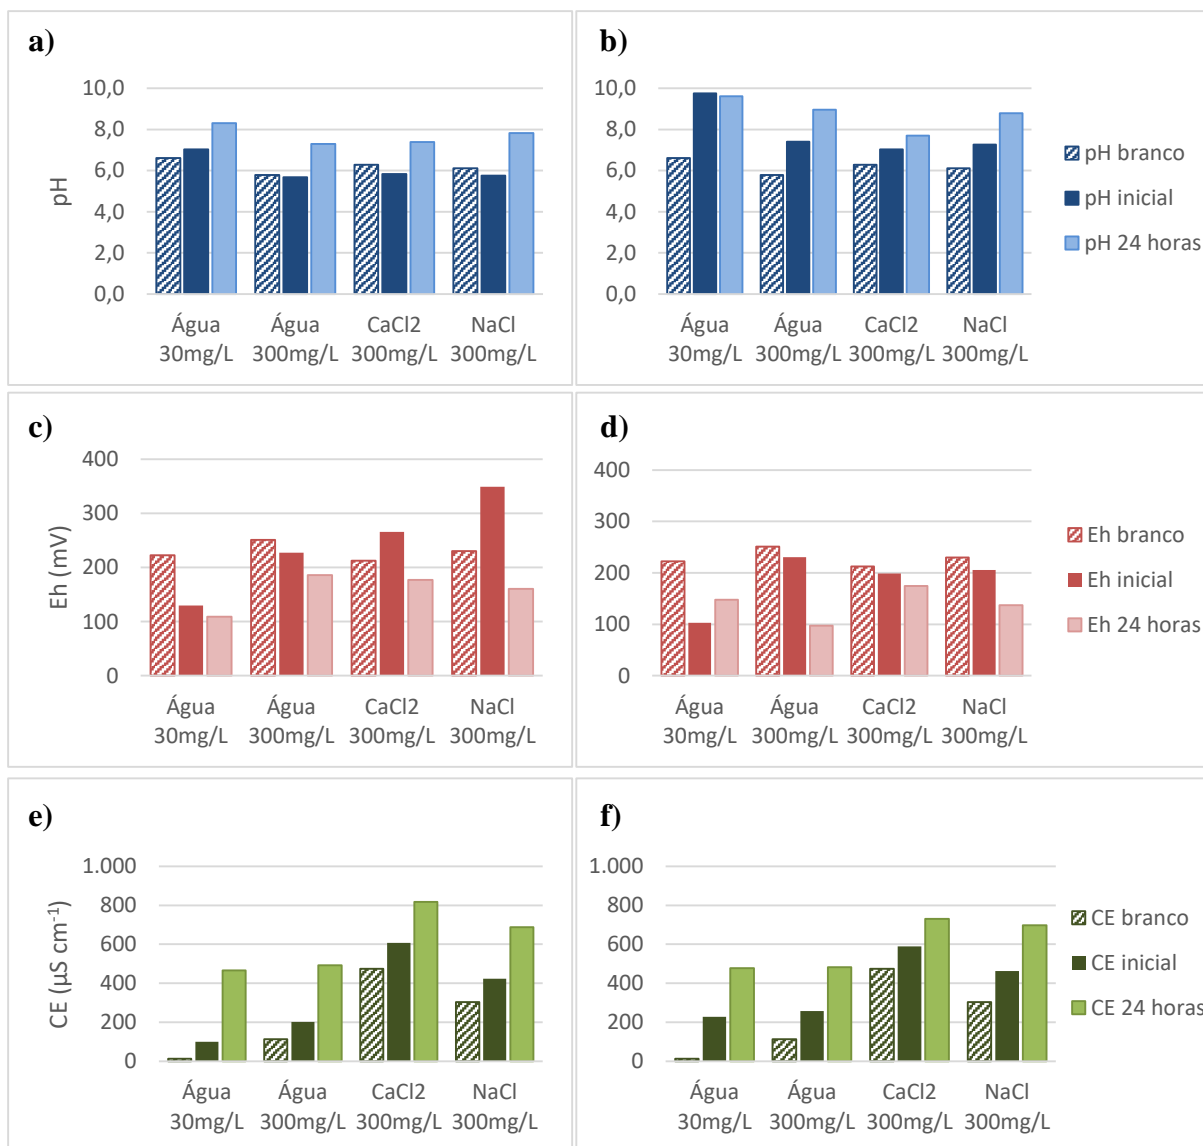 a)
10,0
8,0
6,0
4,0
2,0
0,0
pH
Água
30mg/L
Água
300mg/L
CaCl2
300mg/L
NaCl
300mg/L
b)
10,0
8,0
6,0
4,0
2,0
0,0
Água
30mg/L
Água
300mg/L
CaCl2
300mg/L
NaCl
300mg/L
pH branco
pH inicial
pH 24 horas
c)
400
300
200
100
0
Eh (mV)
Água
30mg/L
Água
300mg/L
CaCl2
300mg/L
NaCl
300mg/L
d)
400
300
200
100
0
Água
30mg/L
Água
300mg/L
CaCl2
300mg/L
NaCl
300mg/L
Eh branco
Eh inicial
Eh 24 horas
e)
1.000
800
600
400
200
0
CE (µS cm⁻¹)
Água
30mg/L
Água
300mg/L
CaCl2
300mg/L
NaCl
300mg/L
f)
1.000
800
600
400
200
0
Água
30mg/L
Água
300mg/L
CaCl2
300mg/L
NaCl
300mg/L
CE branco
CE inicial
CE 24 horas